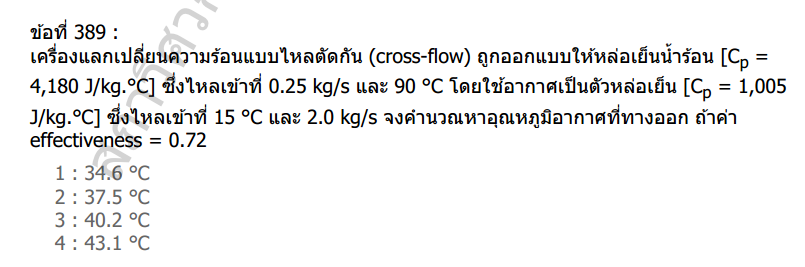 ข้อที่ 389 :
เครื่องแลกเปลี่ยนความร้อนแบบไหลตัดกัน (cross-flow) ถูกออกแบบให้หล่อเย็นน้ำร้อน [Cp =
4,180 J/kg.°C] ซึ่งไหลเข้าที่ 0.25 kg/s และ 90 °C โดยใช้อากาศเป็นตัวหล่อเย็น [Cp = 1,005
J/kg.°C] ซึ่งไหลเข้าที่ 15 °C และ 2.0 kg/s จงคำนวณหาอุณหภูมิอากาศที่ทางออก ถ้าค่า
effectiveness = 0.72
1 : 34.6 °C
2 : 37.5 °C
3 : 40.2 °C
4 : 43.1 °C